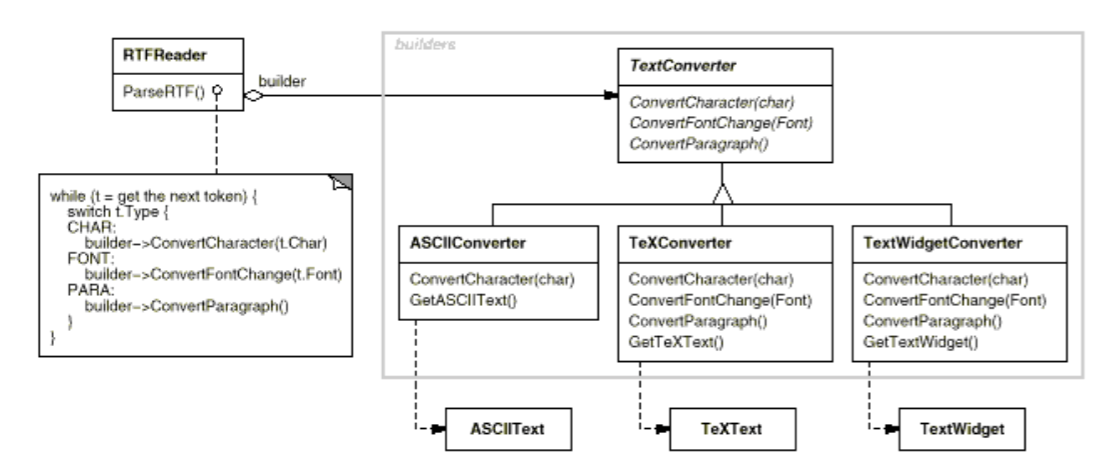 builders
RTFReader
ParseRTF()
builder
TextConverter
ConvertCharacter(char)
ConvertFontChange(Font)
ConvertParagraph()
while (t = get the next token) {
switch t.Type {
CHAR:
builder->ConvertCharacter(t.Char)
FONT:
builder->ConvertFontChange(t.Font)
PARA:
builder->ConvertParagraph()
}
}
ASCIIConverter
ConvertCharacter(char)
GetASCIIText()
TeXConverter
ConvertCharacter(char)
ConvertFontChange(Font)
ConvertParagraph()
GetTeXText()
TextWidgetConverter
ConvertCharacter(char)
ConvertFontChange(Font)
ConvertParagraph()
GetTextWidget()
ASCIIText
TeXText
TextWidget